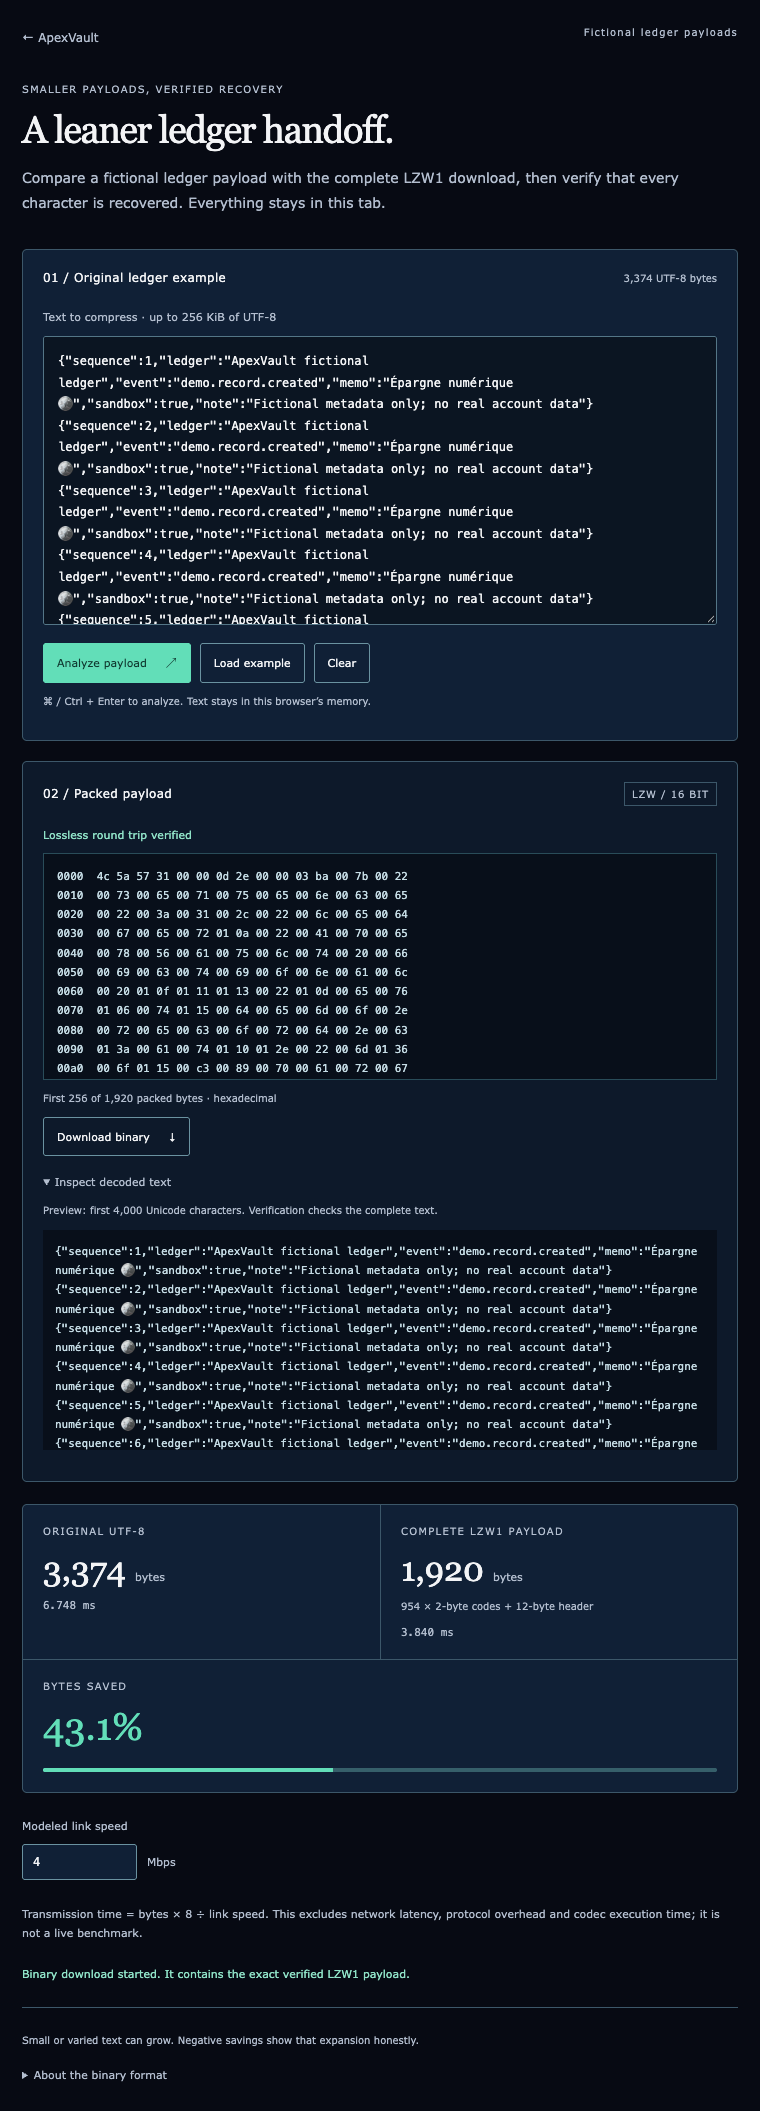 ← ApexVault
Fictional ledger payloads
SMALLER PAYLOADS, VERIFIED RECOVERY
A leaner ledger handoff.
Compare a fictional ledger payload with the complete LZW1 download, then verify that every
character is recovered. Everything stays in this tab.
01 / Original ledger example
3,374 UTF-8 bytes
Text to compress · up to 256 KiB of UTF-8
{"sequence":1,"ledger":"ApexVault fictional
ledger","event":"demo.record.created","memo":"Épargne numérique
🌕","sandbox":true,"note":"Fictional metadata only; no real account data"}
{"sequence":2,"ledger":"ApexVault fictional
ledger","event":"demo.record.created","memo":"Épargne numérique
🌕","sandbox":true,"note":"Fictional metadata only; no real account data"}
{"sequence":3,"ledger":"ApexVault fictional
ledger","event":"demo.record.created","memo":"Épargne numérique
🌕","sandbox":true,"note":"Fictional metadata only; no real account data"}
{"sequence":4,"ledger":"ApexVault fictional
ledger","event":"demo.record.created","memo":"Épargne numérique
🌕","sandbox":true,"note":"Fictional metadata only; no real account data"}
{"sequence":5,"ledger":"ApexVault fictional
Analyze payload ↗
Load example
Clear
⌘ / Ctrl + Enter to analyze. Text stays in this browser’s memory.
02 / Packed payload
LZW / 16 BIT
Lossless round trip verified
0000 4c 5a 57 31 00 00 0d 2e 00 00 03 ba 00 7b 00 22
0010 00 73 00 65 00 71 00 75 00 65 00 6e 00 63 00 65
0020 00 22 00 3a 00 31 00 2c 00 22 00 6c 00 65 00 64
0030 00 67 00 65 00 72 01 0a 00 22 00 41 00 70 00 65
0040 00 78 00 56 00 61 00 75 00 6c 00 74 00 20 00 66
0050 00 69 00 63 00 74 00 69 00 6f 00 6e 00 61 00 6c
0060 00 20 01 0f 01 11 01 13 00 22 01 0d 00 65 00 76
0070 01 06 00 74 01 15 00 64 00 65 00 6d 00 6f 00 2e
0080 00 72 00 65 00 63 00 6f 00 72 00 64 00 2e 00 63
0090 01 3a 00 61 00 74 01 10 01 2e 00 22 00 6d 01 36
00a0 00 6f 01 15 00 c3 00 89 00 70 00 61 00 72 00 67
First 256 of 1,920 packed bytes · hexadecimal
Download binary ↓
▼ Inspect decoded text
Preview: first 4,000 Unicode characters. Verification checks the complete text.
{"sequence":1,"ledger":"ApexVault fictional ledger","event":"demo.record.created","memo":"Épargne
numérique 🌕","sandbox":true,"note":"Fictional metadata only; no real account data"}
{"sequence":2,"ledger":"ApexVault fictional ledger","event":"demo.record.created","memo":"Épargne
numérique 🌕","sandbox":true,"note":"Fictional metadata only; no real account data"}
{"sequence":3,"ledger":"ApexVault fictional ledger","event":"demo.record.created","memo":"Épargne
numérique 🌕","sandbox":true,"note":"Fictional metadata only; no real account data"}
{"sequence":4,"ledger":"ApexVault fictional ledger","event":"demo.record.created","memo":"Épargne
numérique 🌕","sandbox":true,"note":"Fictional metadata only; no real account data"}
{"sequence":5,"ledger":"ApexVault fictional ledger","event":"demo.record.created","memo":"Épargne
numérique 🌕","sandbox":true,"note":"Fictional metadata only; no real account data"}
{"sequence":6,"ledger":"ApexVault fictional ledger","event":"demo.record.created","memo":"Épargne
ORIGINAL UTF-8
3,374 bytes
6.748 ms
COMPLETE LZW1 PAYLOAD
1,920 bytes
954 × 2-byte codes + 12-byte header
3.840 ms
BYTES SAVED
43.1%
Modeled link speed
4 Mbps
Transmission time = bytes × 8 ÷ link speed. This excludes network latency, protocol overhead and codec execution time; it is
not a live benchmark.
Binary download started. It contains the exact verified LZW1 payload.
Small or varied text can grow. Negative savings show that expansion honestly.
▶ About the binary format